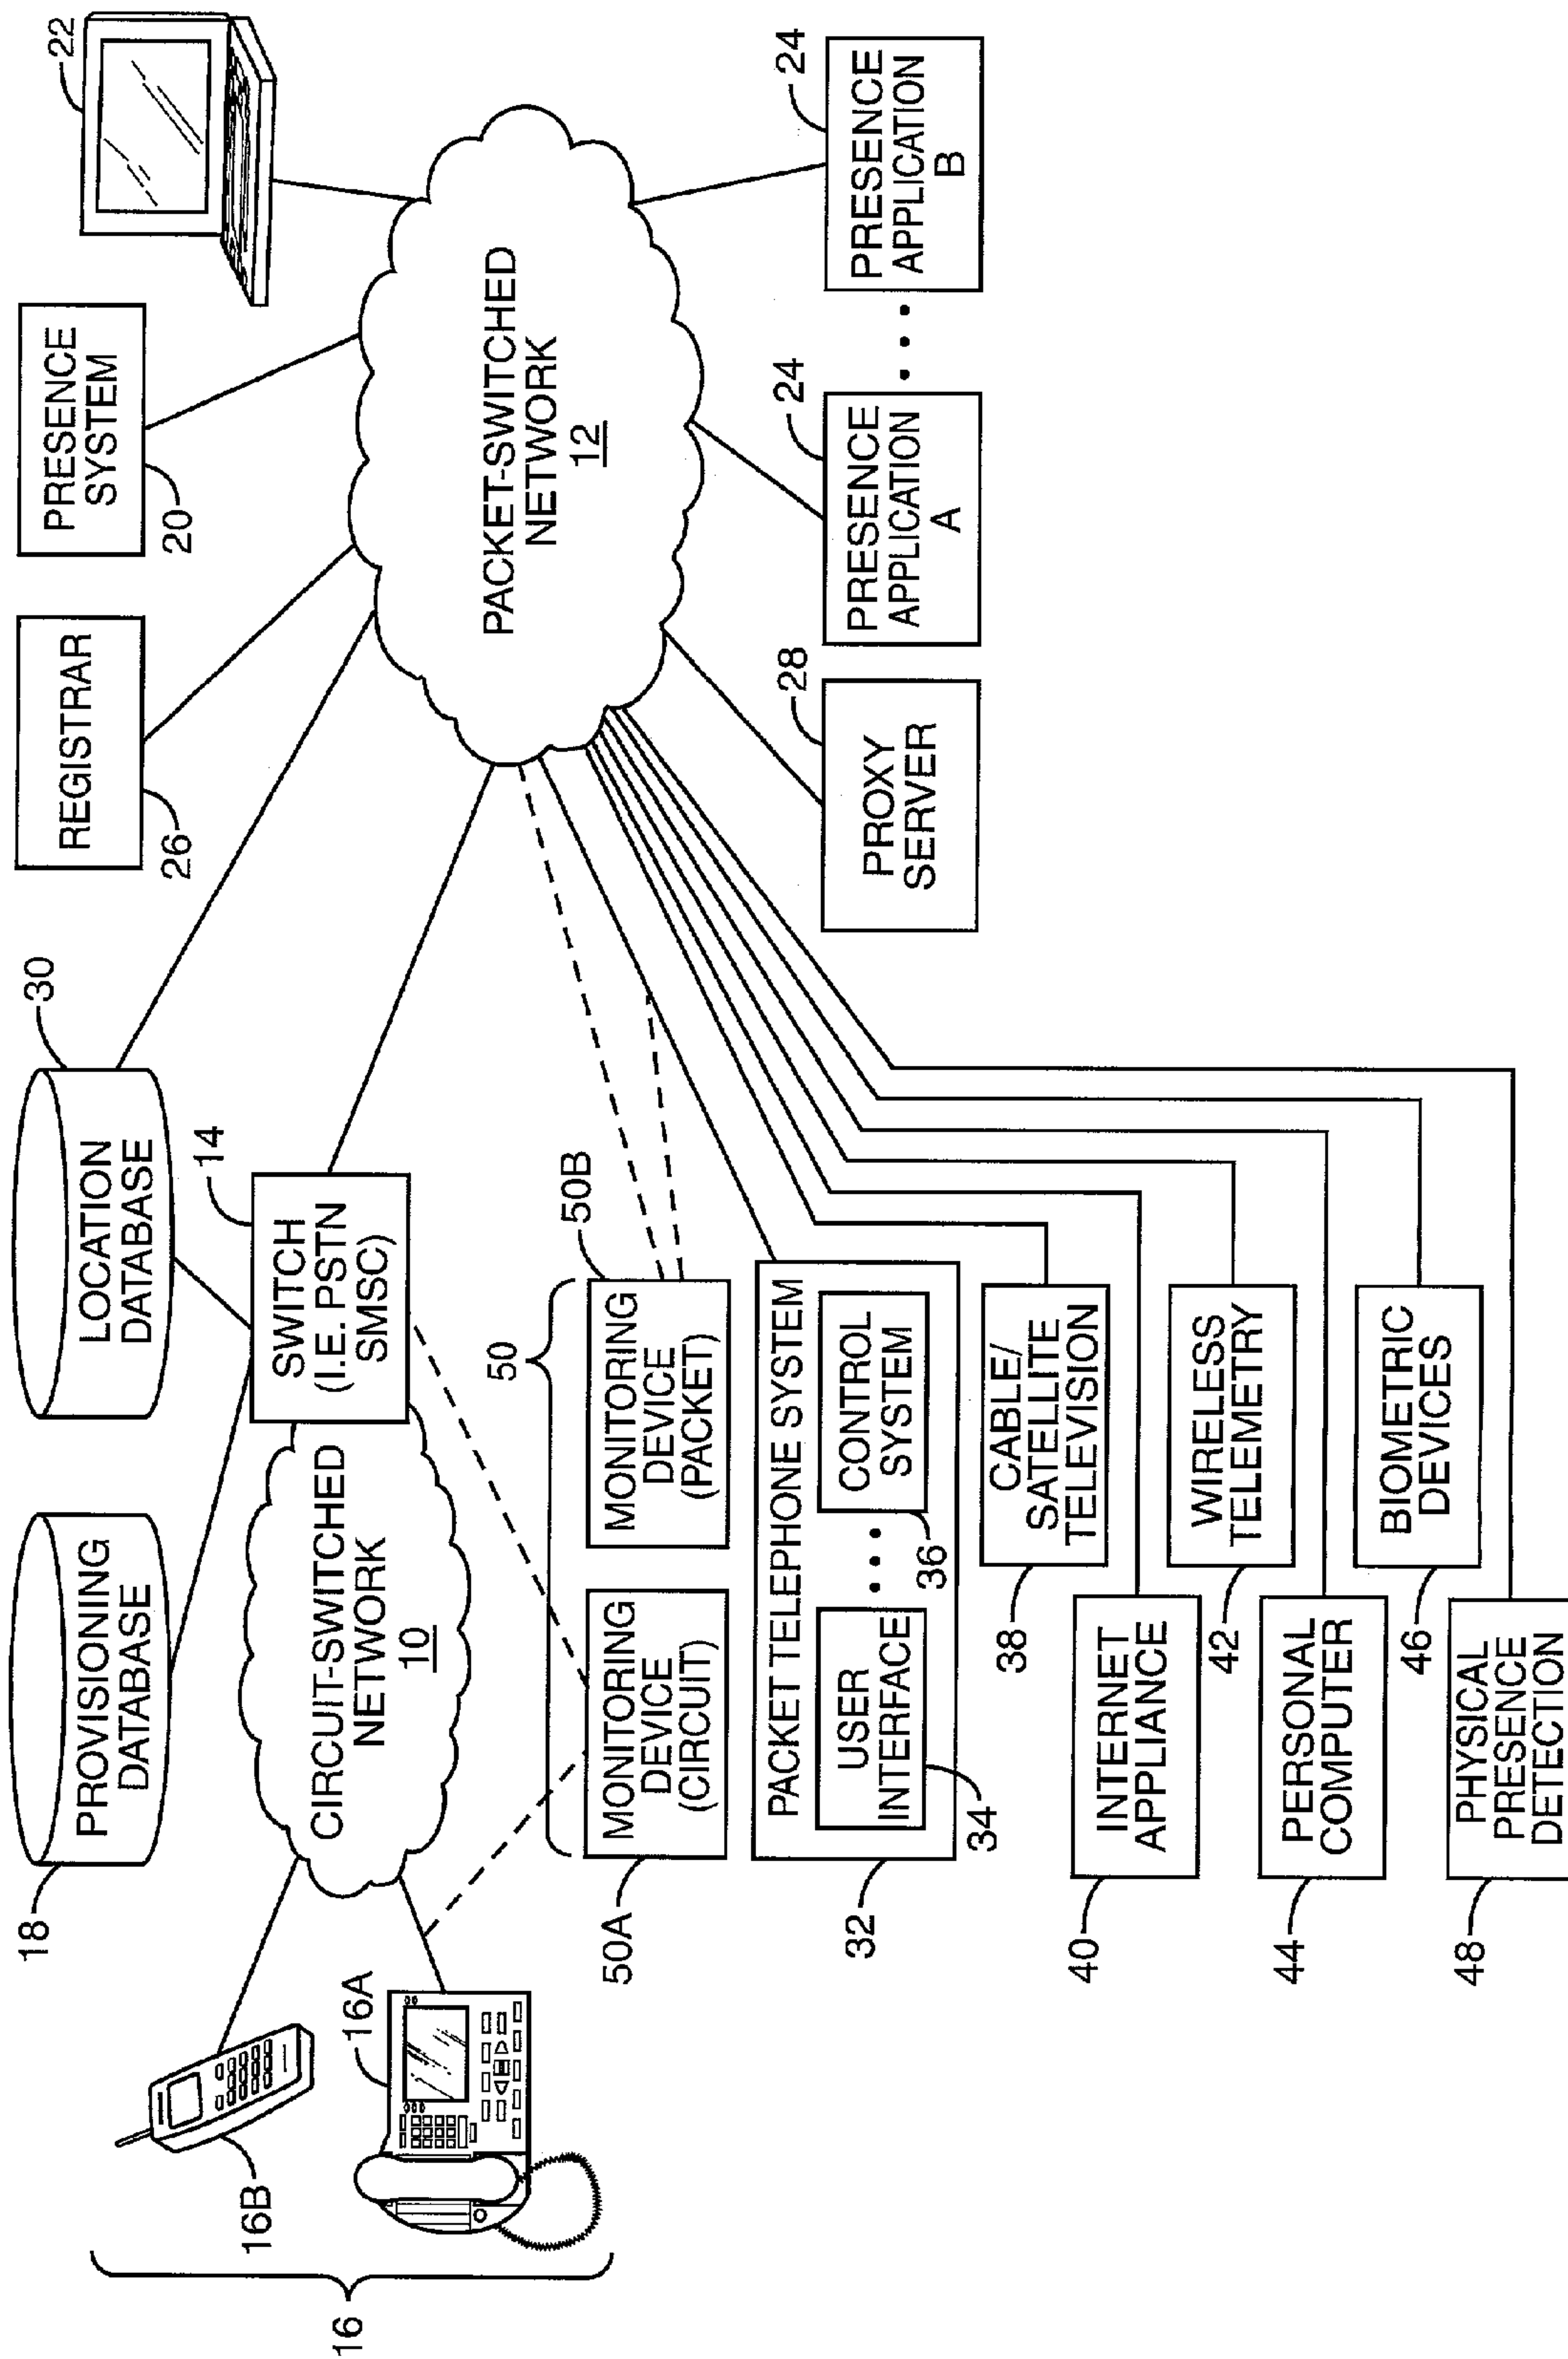 16
16B
16A
18
PROVISIONING
DATABASE
30
LOCATION
DATABASE
14
SWITCH
(I.E. PSTN
SMSC)
CIRCUIT-SWITCHED
NETWORK
10
REGISTRAR
26
PRESENCE
SYSTEM
20
22
PACKET-SWITCHED
NETWORK
12
50
50A
MONITORING
DEVICE
(CIRCUIT)
50B
MONITORING
DEVICE
(PACKET)
32
PACKET TELEPHONE SYSTEM
USER
INTERFACE
34
• • •
CONTROL
SYSTEM
36
38
CABLE/
SATELLITE
TELEVISION
40
INTERNET
APPLIANCE
42
WIRELESS
TELEMETRY
44
PERSONAL
COMPUTER
46
BIOMETRIC
DEVICES
48
PHYSICAL
PRESENCE
DETECTION
28
PROXY
SERVER
24
PRESENCE
APPLICATION
A
• • •
24
PRESENCE
APPLICATION
B